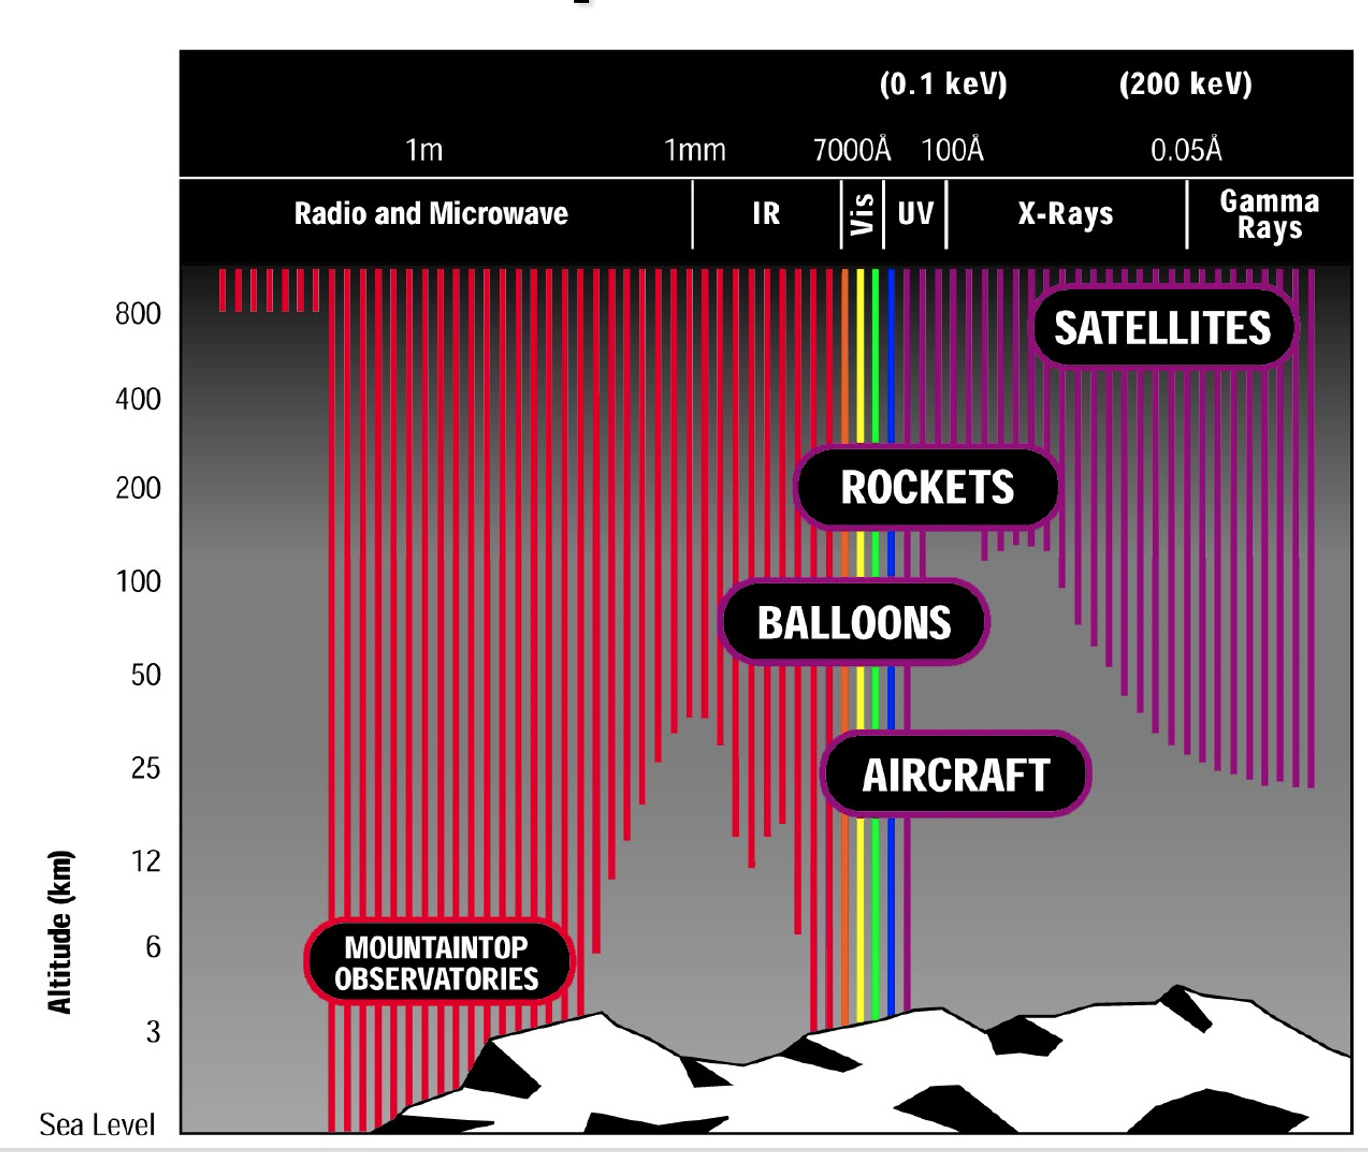 (0.1 keV) (200 keV)
1m 1mm 7000Å 100Å 0.05Å
Radio and Microwave IR Vis UV X-Rays Gamma
Rays
800
SATELLITES
400
200
ROCKETS
100
BALLOONS
50
25
AIRCRAFT
12
6
MOUNTAINTOP
OBSERVATORIES
3
Sea Level
Altitude (km)